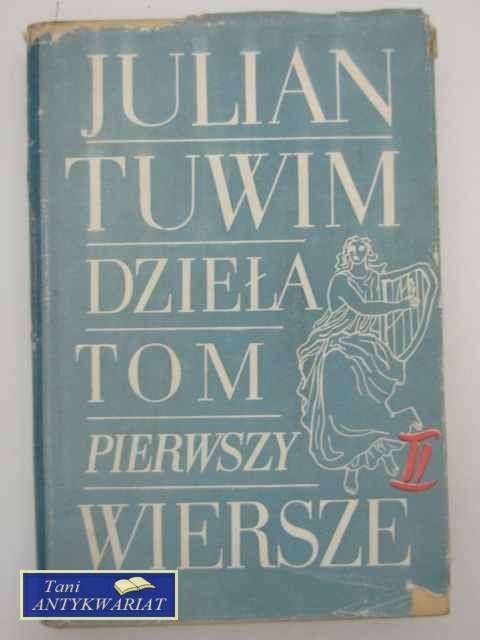 JULIAN
TUWIM
DZIEŁA
TOM
PIERWSZY
II
WIERSZE
Tani
ANTYKWARIAT